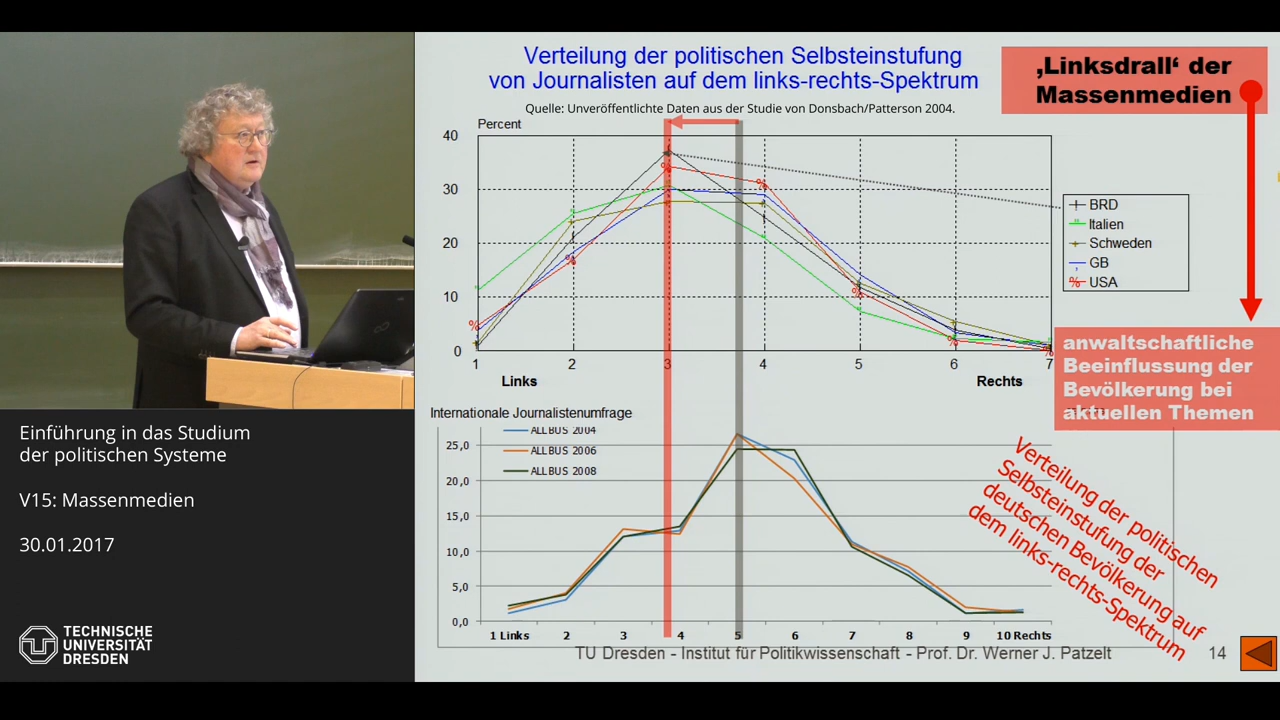 Verteilung der politischen Selbsteinstufung
von Journalisten auf dem links-rechts-Spektrum
Quelle: Unveröffentlichte Daten aus der Studie von Donsbach/Patterson 2004.
‚Linksdrall‘ der
Massenmedien
Percent
40
30
20
10
0
1
2
3
4
5
6
7
Links
Rechts
BRD
Italien
Schweden
GB
% USA
anwaltschaftliche
Beeinflussung der
Bevölkerung bei
aktuellen Themen
Internationale Journalistenumfrage
ALLBUS 2004
ALLBUS 2006
ALLBUS 2008
25,0
20,0
15,0
10,0
5,0
0,0
1 Links
2
3
4
5
6
7
8
9
10 Rechts
Verteilung der politischen
Selbsteinstufung der
deutschen Bevölkerung auf
dem links-rechts-Spektrum
TU Dresden - Institut für Politikwissenschaft - Prof. Dr. Werner J. Patzelt
14
Einführung in das Studium
der politischen Systeme
V15: Massenmedien
30.01.2017
TECHNISCHE
UNIVERSITÄT
DRESDEN